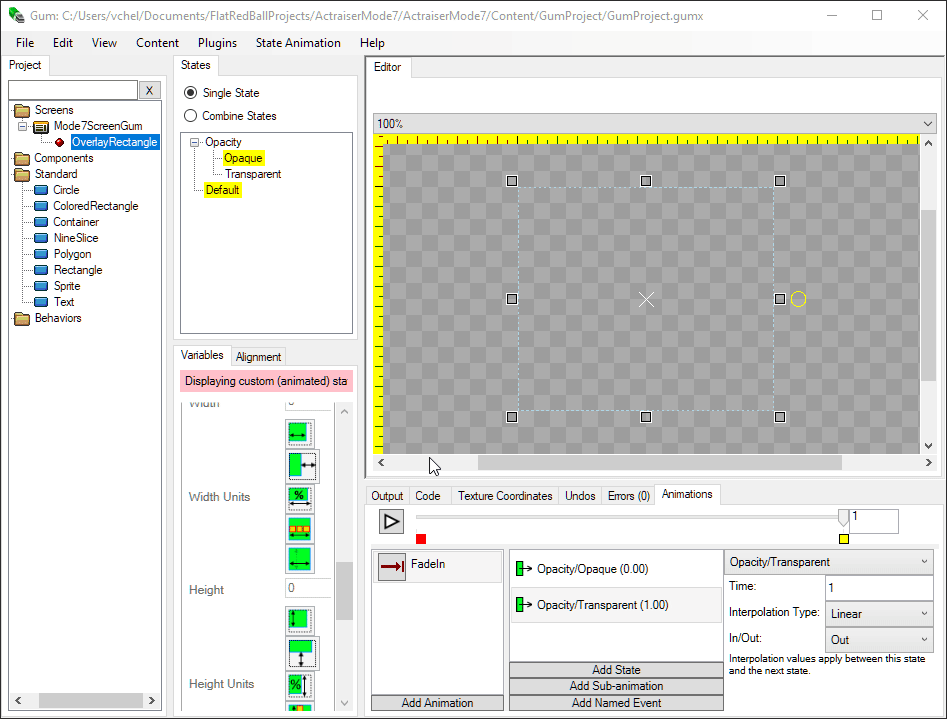 Gum: C:/Users/vchel/Documents/FlatRedBallProjects/ActraiserMode7/ActraiserMode7/Content/GumProject/GumProject.gumx
File Edit View Content Plugins State Animation Help
Project
X
Screens
Mode7ScreenGum
OverlayRectangle
Components
Standard
Circle
ColoredRectangle
Container
NineSlice
Polygon
Rectangle
Sprite
Text
Behaviors
States
Single State
Combine States
Opacity
Opaque
Transparent
Default
Variables Alignment
Displaying custom (animated) sta
Width
Width Units
%
Height
0
Height Units
%
Editor
100%
Output Code Texture Coordinates Undos Errors (0) Animations
1
FadeIn
Add Animation
Opacity/Opaque (0.00)
Opacity/Transparent (1.00)
Add State
Add Sub-animation
Add Named Event
Opacity/Transparent
Time: 1
Interpolation Type: Linear
In/Out: Out
Interpolation values apply between this state
and the next state.